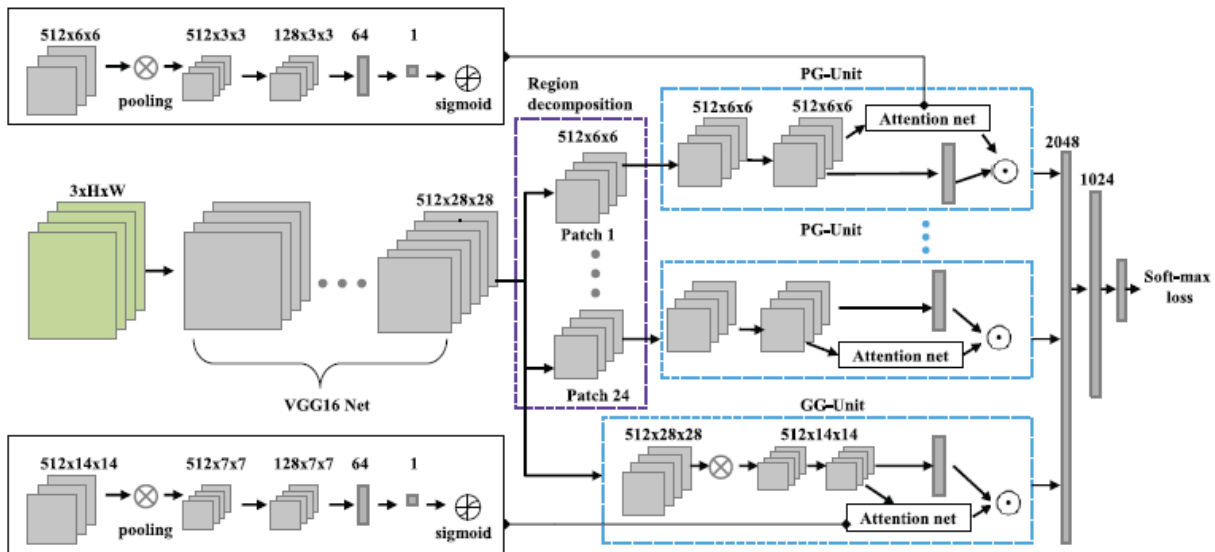 512x6x6
512x3x3
128x3x3
64
1
pooling
sigmoid
Region
decomposition
512x6x6
Patch 1
Patch 24
3xHxW
512x28x28
VGG16 Net
PG-Unit
512x6x6
512x6x6
Attention net
PG-Unit
Attention net
GG-Unit
512x28x28
512x14x14
Attention net
2048
1024
Soft-max
loss
512x14x14
512x7x7
128x7x7
64
1
pooling
sigmoid